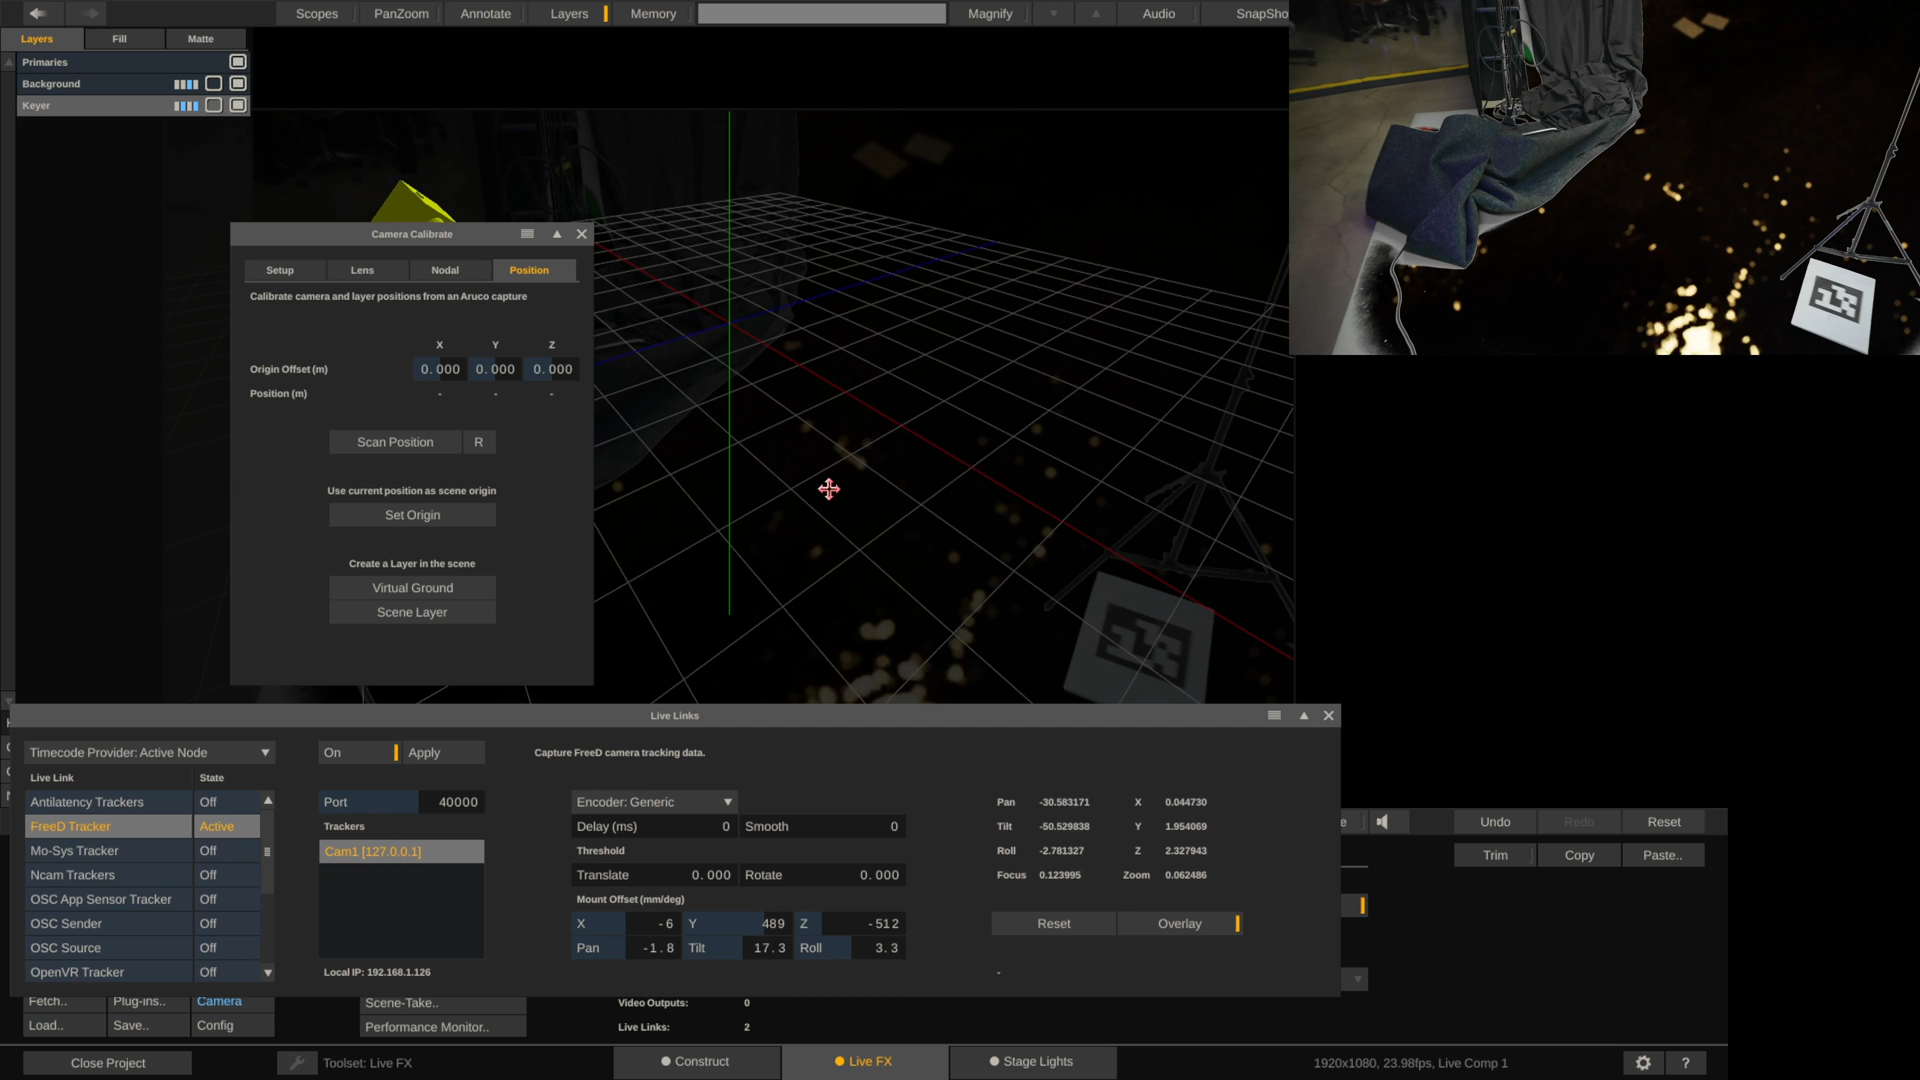 Scopes PanZoom Annotate Layers Memory Magnify Audio SnapSho
Layers Fill Matte
Primaries
Background
Keyer
Camera Calibrate
Setup Lens Nodal Position
Calibrate camera and layer positions from an Aruco capture
X Y Z
Origin Offset (m) 0.000 0.000 0.000
Position (m) - - -
Scan Position R
Use current position as scene origin
Set Origin
Create a Layer in the scene
Virtual Ground
Scene Layer
Live Links
Timecode Provider: Active Node On Apply Capture FreeD camera tracking data.
Live Link State
Antilatency Trackers Off Port 40000 Encoder: Generic Pan -30.583171 X 0.044730
FreeD Tracker Active Trackers Delay (ms) 0 Smooth 0 Tilt -50.529838 Y 1.954069
Mo-Sys Tracker Off Cam1 [127.0.0.1] Threshold Roll -2.781327 Z 2.327943
Ncam Trackers Off Translate 0.000 Rotate 0.000 Focus 0.123995 Zoom 0.062486
OSC App Sensor Tracker Off Mount Offset (mm/deg)
OSC Sender Off X -6 Y 489 Z -512 Reset Overlay
OSC Source Off Pan -1.8 Tilt 17.3 Roll 3.3
OpenVR Tracker Off Local IP: 192.168.1.126 -
e Undo Redo Reset
Trim Copy Paste..
Fetch.. Plug-ins.. Camera Scene-Take.. Video Outputs: 0
Load.. Save.. Config Performance Monitor.. Live Links: 2
Close Project Toolset: Live FX Construct Live FX Stage Lights 1920x1080, 23.98fps, Live Comp 1 ?